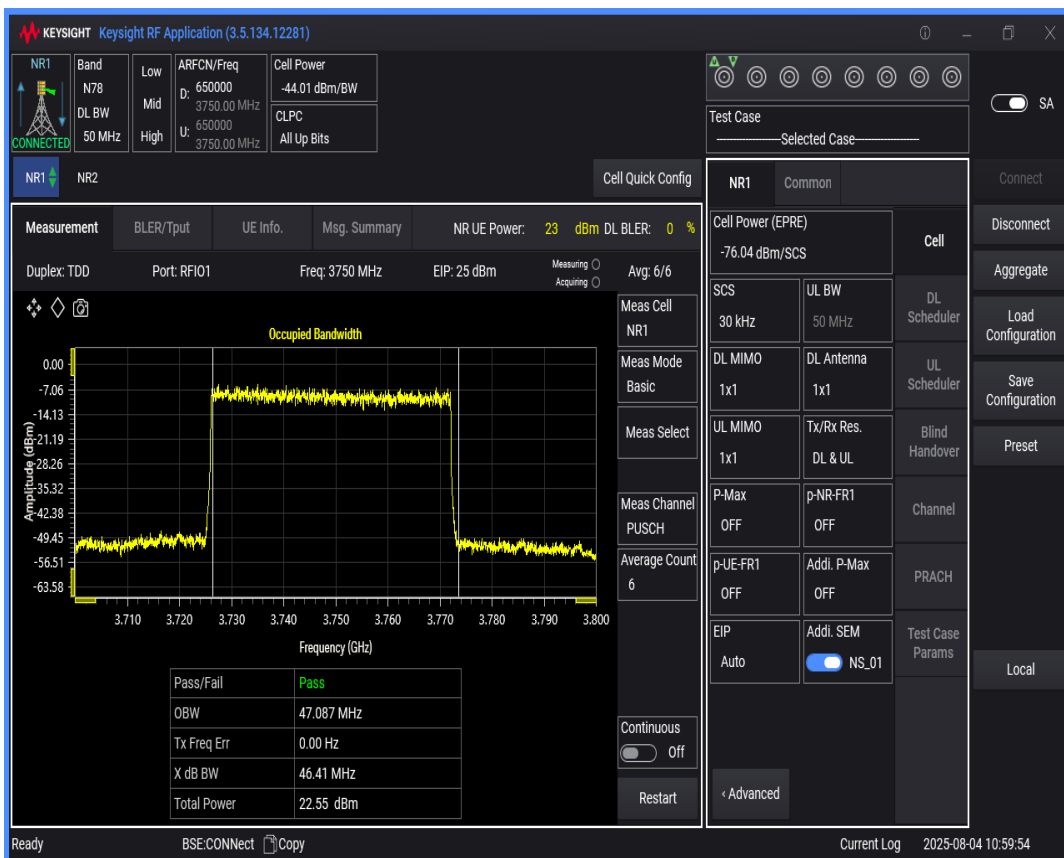 KEYSIGHT Keysight RF Application (3.5.134.12281)
NR1
CONNECTED
Band
N78
DL BW
50 MHz
Low
Mid
High
ARFCN/Freq
D: 650000
3750.00 MHz
U: 650000
3750.00 MHz
Cell Power
-44.01 dBm/BW
CLPC
All Up Bits
Test Case
Selected Case
SA
NR1 NR2 Cell Quick Config
Measurement BLER/Tput UE Info. Msg. Summary NR UE Power: 23 dBm DL BLER: 0 %
Duplex: TDD Port: RFIO1 Freq: 3750 MHz EIP: 25 dBm Measuring Acquiring Avg: 6/6
Occupied Bandwidth
Amplitude (dBm)
0.00
-7.06
-14.13
-21.19
-28.26
-35.32
-42.38
-49.45
-56.51
-63.58
3.710 3.720 3.730 3.740 3.750 3.760 3.770 3.780 3.790 3.800
Frequency (GHz)
Pass/Fail Pass
OBW 47.087 MHz
Tx Freq Err 0.00 Hz
X dB BW 46.41 MHz
Total Power 22.55 dBm
Meas Cell
NR1
Meas Mode
Basic
Meas Select
Meas Channel
PUSCH
Average Count
6
Continuous
Off
Restart
NR1 Common
Cell Power (EPRE)
-76.04 dBm/SCS
SCS
30 kHz
UL BW
50 MHz
DL MIMO
1x1
DL Antenna
1x1
UL MIMO
1x1
Tx/Rx Res.
DL & UL
P-Max
OFF
p-NR-FR1
OFF
p-UE-FR1
OFF
Addi. P-Max
OFF
EIP
Auto
Addi. SEM
NS_01
‹ Advanced
Cell
DL
Scheduler
UL
Scheduler
Blind
Handover
Channel
PRACH
Test Case
Params
Connect
Disconnect
Aggregate
Load
Configuration
Save
Configuration
Preset
Local
Ready BSE:CONNect Copy Current Log 2025-08-04 10:59:54